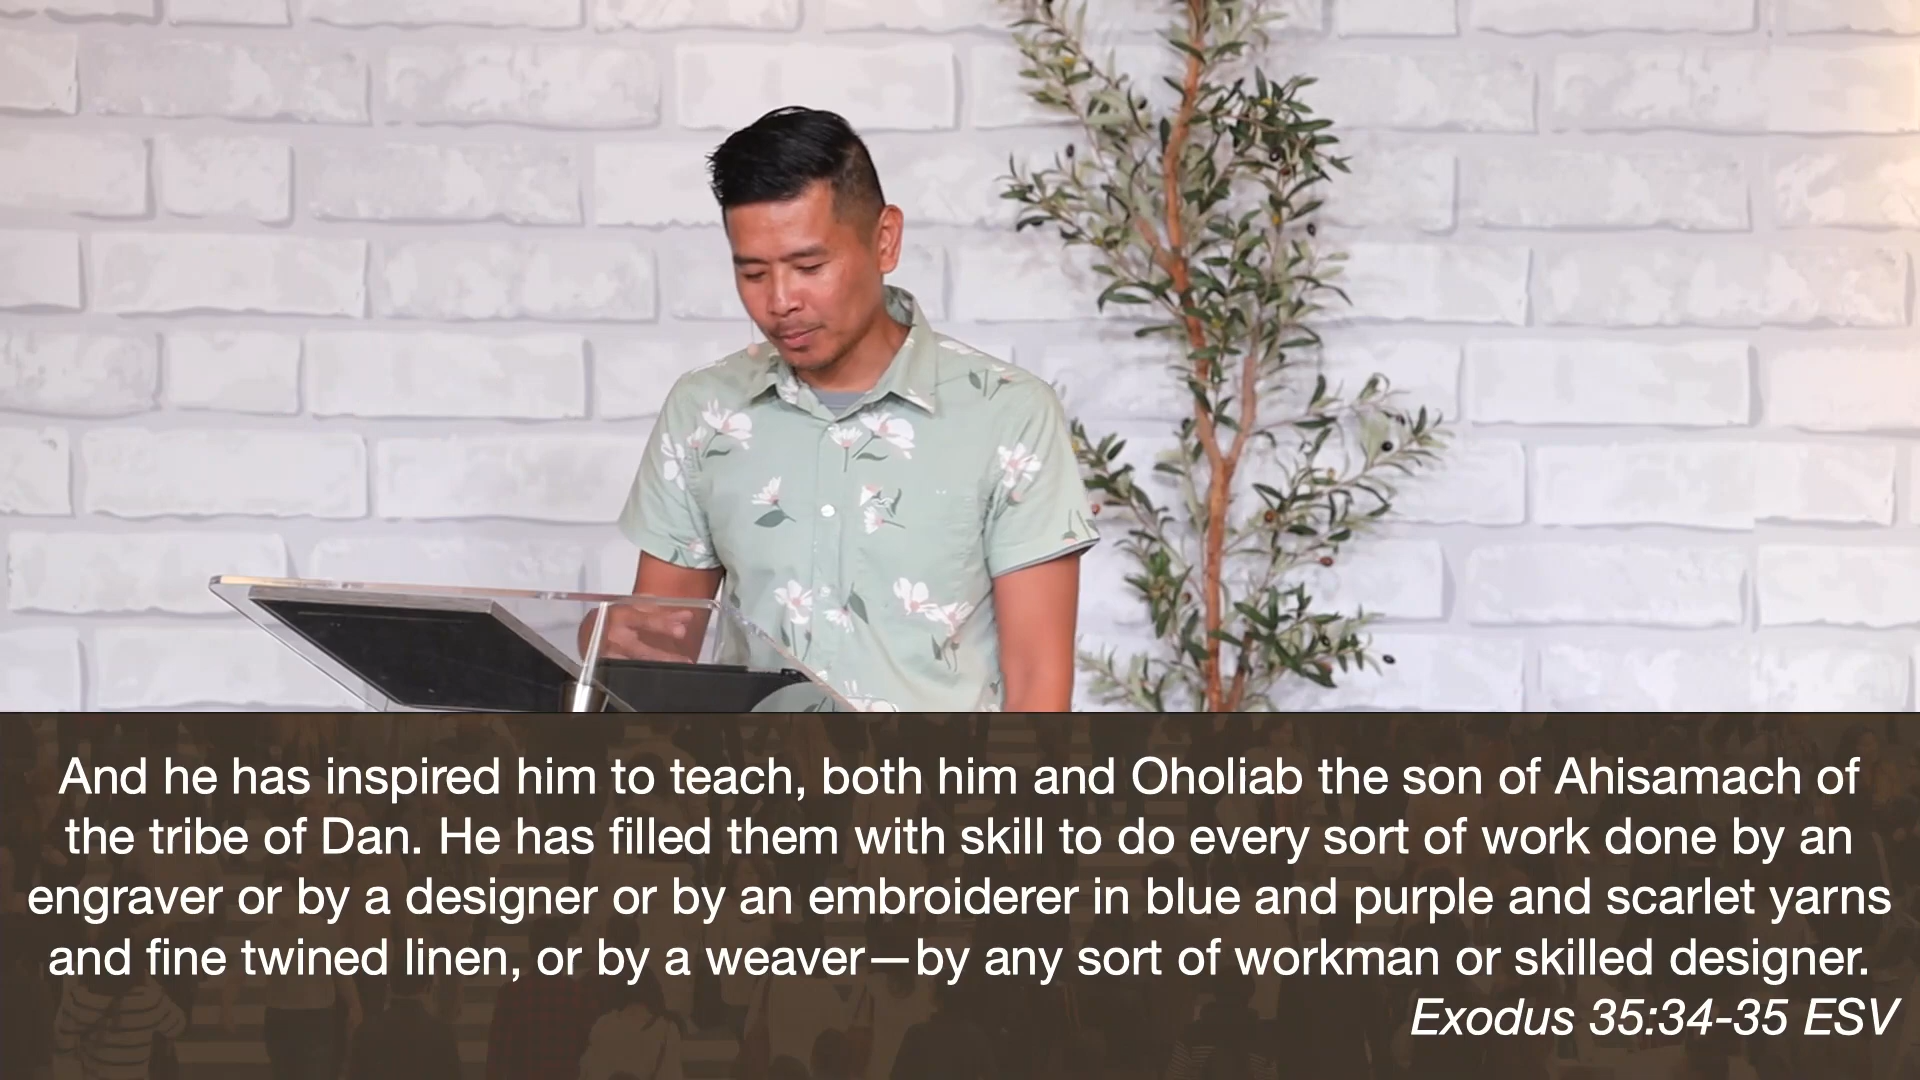 And he has inspired him to teach, both him and Oholiab the son of Ahisamach of
the tribe of Dan. He has filled them with skill to do every sort of work done by an
engraver or by a designer or by an embroiderer in blue and purple and scarlet yarns
and fine twined linen, or by a weaver—by any sort of workman or skilled designer.
Exodus 35:34-35 ESV